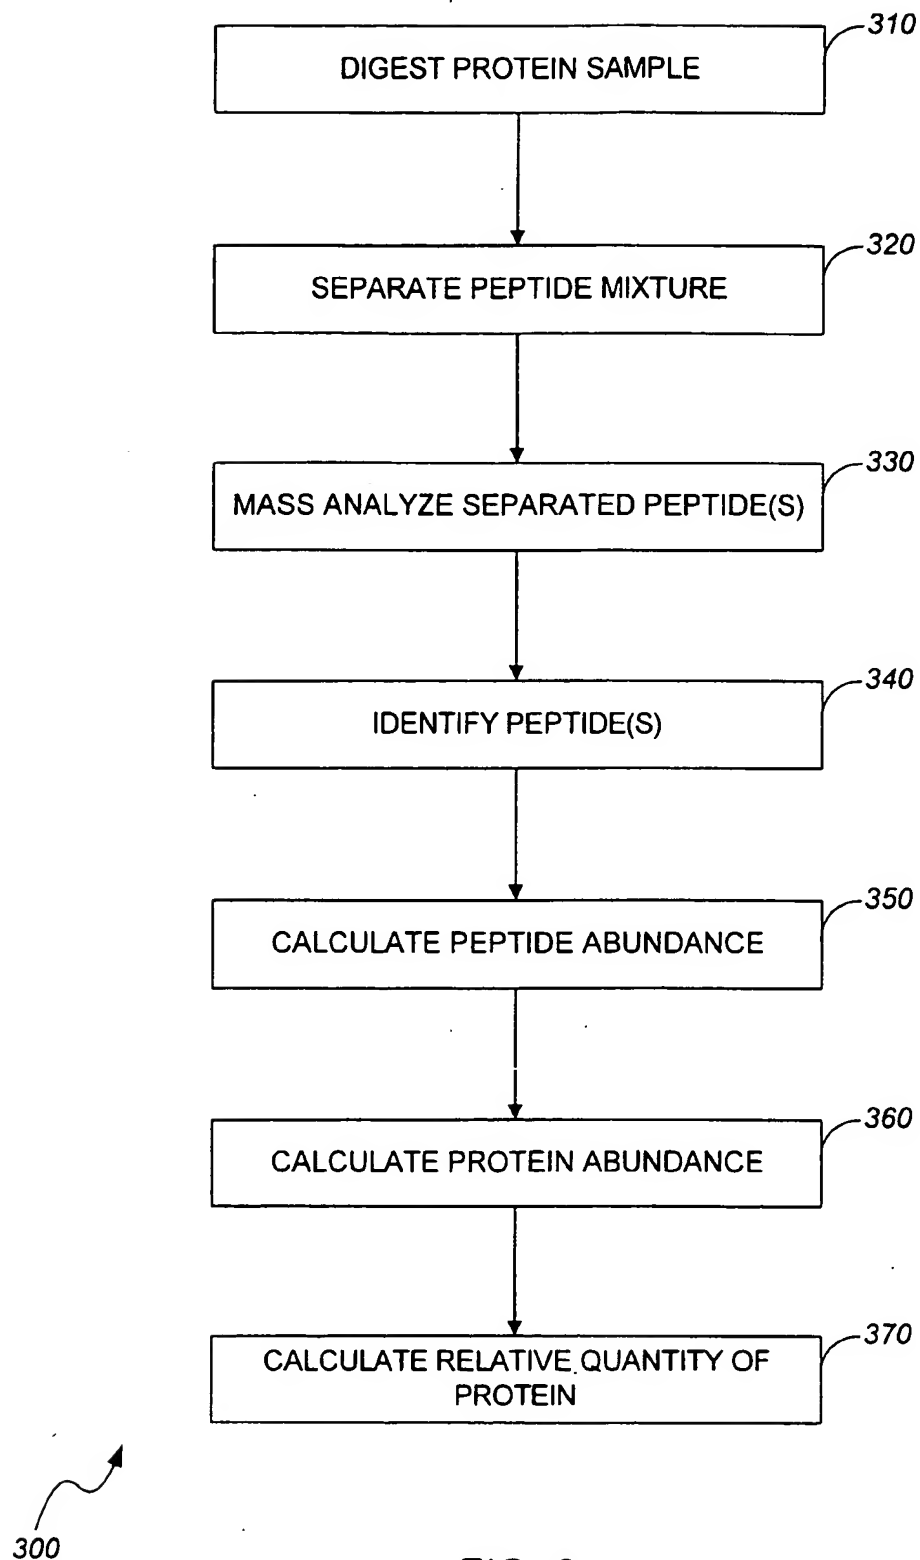 310
DIGEST PROTEIN SAMPLE
320
SEPARATE PEPTIDE MIXTURE
330
MASS ANALYZE SEPARATED PEPTIDE(S)
340
IDENTIFY PEPTIDE(S)
350
CALCULATE PEPTIDE ABUNDANCE
360
CALCULATE PROTEIN ABUNDANCE
370
CALCULATE RELATIVE QUANTITY OF
PROTEIN
300